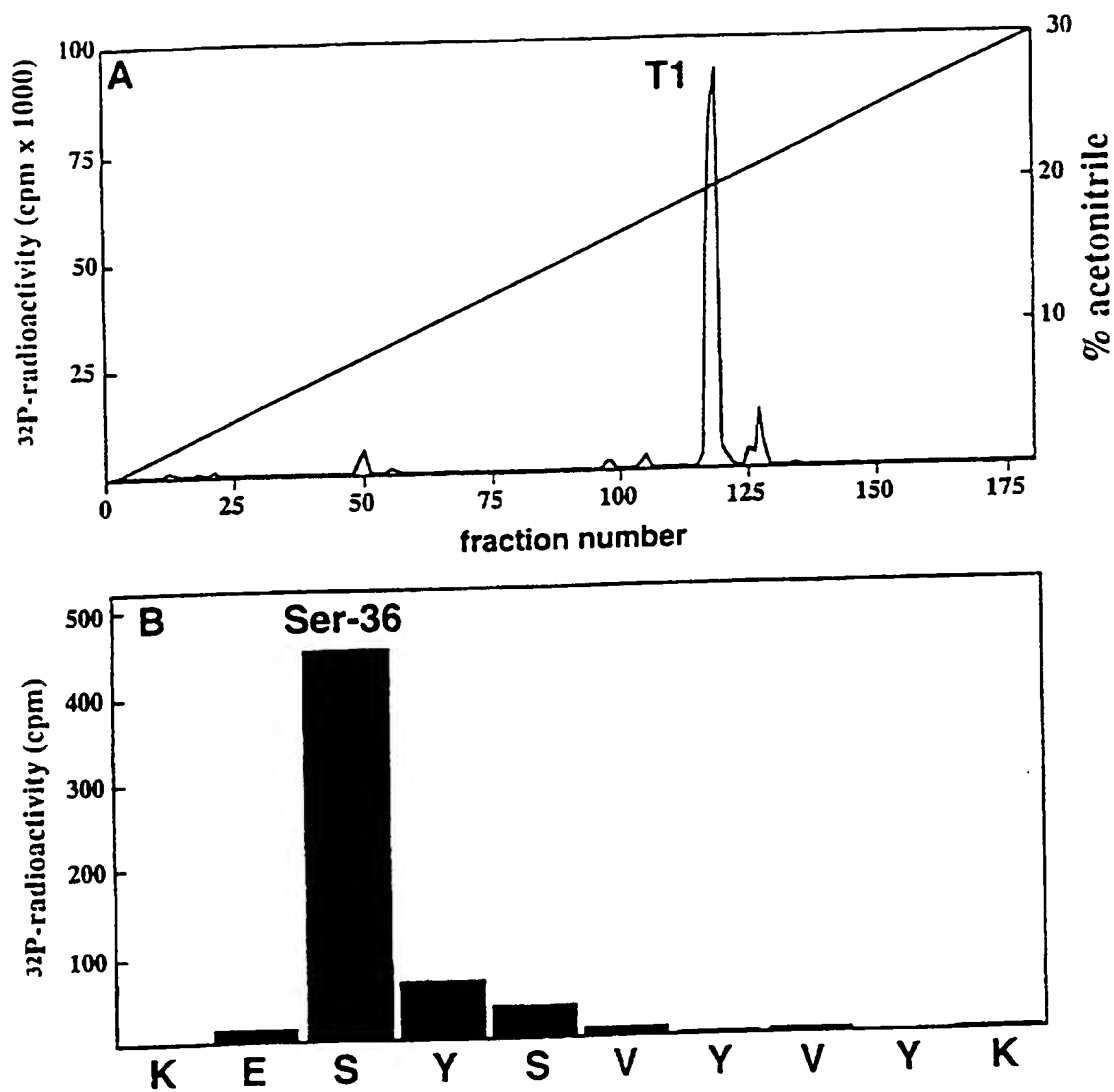 A
T1
100
75
50
25
32P-radioactivity (cpm x 1000)
30
20
10
% acetonitrile
0 25 50 75 100 125 150 175
fraction number
B
Ser-36
500
400
300
200
100
32P-radioactivity (cpm)
K E S Y S V Y V Y K